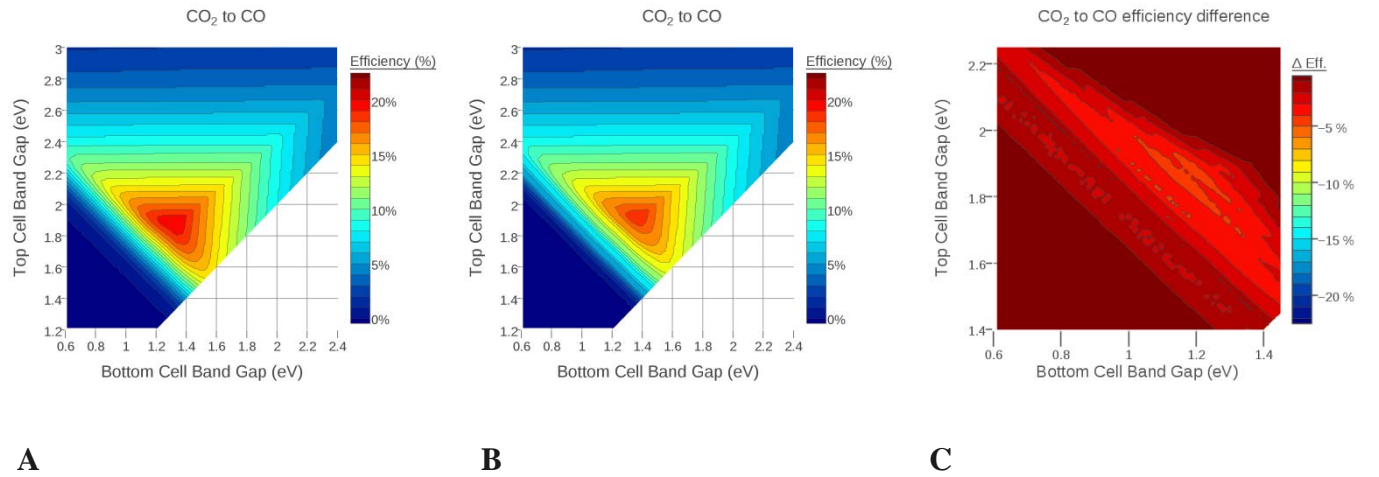 CO₂ to CO
Efficiency (%)
Top Cell Band Gap (eV)
3
2.8
2.6
2.4
2.2
2
1.8
1.6
1.4
1.2
20%
15%
10%
5%
0%
0.6 0.8 1 1.2 1.4 1.6 1.8 2 2.2 2.4
Bottom Cell Band Gap (eV)
A
CO₂ to CO
Efficiency (%)
Top Cell Band Gap (eV)
3
2.8
2.6
2.4
2.2
2
1.8
1.6
1.4
1.2
20%
15%
10%
5%
0%
0.6 0.8 1 1.2 1.4 1.6 1.8 2 2.2 2.4
Bottom Cell Band Gap (eV)
B
CO₂ to CO efficiency difference
Δ Eff.
Top Cell Band Gap (eV)
2.2
2
1.8
1.6
1.4
−5 %
−10 %
−15 %
−20 %
0.6 0.8 1 1.2 1.4
Bottom Cell Band Gap (eV)
C